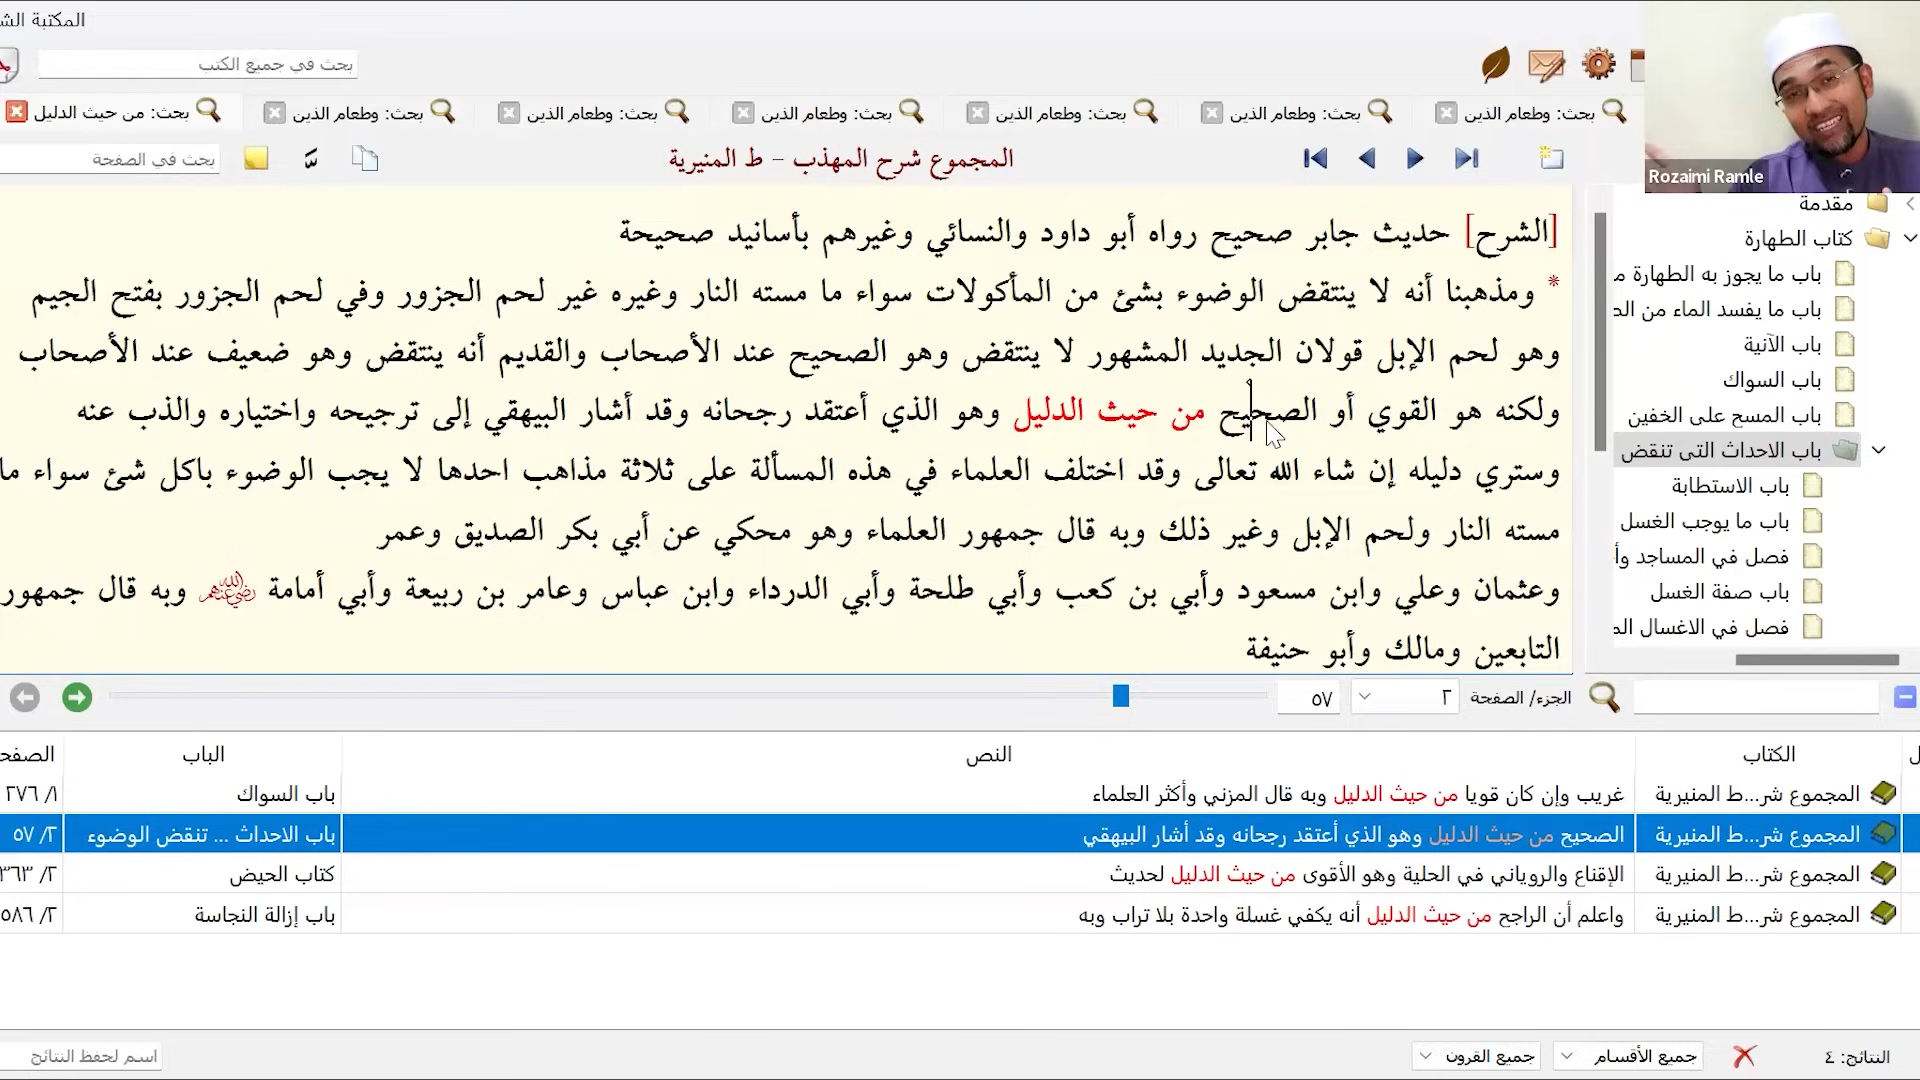 المكتبة الش
بحث في جميع الكتب
بحث: وطعام الذين
بحث: وطعام الذين
بحث: وطعام الذين
بحث: وطعام الذين
بحث: وطعام الذين
بحث: وطعام الذين
بحث: من حيث الدليل
المجموع شرح المهذب – ط المنيرية
بحث في الصفحة
Rozaimi Ramle
[الشرح] حديث جابر صحيح رواه أبو داود والنسائي وغيرهم بأسانيد صحيحة
* ومذهبنا أنه لا ينتقض الوضوء بشئ من المأكولات سواء ما مسته النار وغيره غير لحم الجزور وفي لحم الجزور بفتح الجيم
وهو لحم الإبل قولان الجديد المشهور لا ينتقض وهو الصحيح عند الأصحاب والقديم أنه ينتقض وهو ضعيف عند الأصحاب
ولكنه هو القوي أو الصحيح من حيث الدليل وهو الذي أعتقد رجحانه وقد أشار البيهقي إلى ترجيحه واختياره والذب عنه
وستري دليله إن شاء الله تعالى وقد اختلف العلماء في هذه المسألة على ثلاثة مذاهب احدها لا يجب الوضوء باكل شئ سواء ما
مسته النار ولحم الإبل وغير ذلك وبه قال جمهور العلماء وهو محكي عن أبي بكر الصديق وعمر
وعثمان وعلي وابن مسعود وأبي بن كعب وأبي طلحة وأبي الدرداء وابن عباس وعامر بن ربيعة وأبي أمامة رضي الله عنهم وبه قال جمهور
التابعين ومالك وأبو حنيفة
مقدمة
كتاب الطهارة
باب ما يجوز به الطهارة م
باب ما يفسد الماء من الط
باب الآنية
باب السواك
باب المسح على الخفين
باب الاحداث التى تنقض
باب الاستطابة
باب ما يوجب الغسل
فصل في المساجد وأ
باب صفة الغسل
فصل في الاغسال الم
الجزء/ الصفحة ٢ ٥٧
الكتاب النص الباب الصفح
المجموع شر...ط المنيرية غريب وإن كان قويا من حيث الدليل وبه قال المزني وأكثر العلماء باب السواك ١/ ٢٧٦
المجموع شر...ط المنيرية الصحيح من حيث الدليل وهو الذي أعتقد رجحانه وقد أشار البيهقي باب الاحداث ... تنقض الوضوء ٢/ ٥٧
المجموع شر...ط المنيرية الإقناع والروياني في الحلية وهو الأقوى من حيث الدليل لحديث كتاب الحيض ٢/ ٣٦٣
المجموع شر...ط المنيرية واعلم أن الراجح من حيث الدليل أنه يكفي غسلة واحدة بلا تراب وبه باب إزالة النجاسة ٢/ ٥٨٦
النتائج: ٤ جميع الأقسام جميع القرون اسم لحفظ النتائج